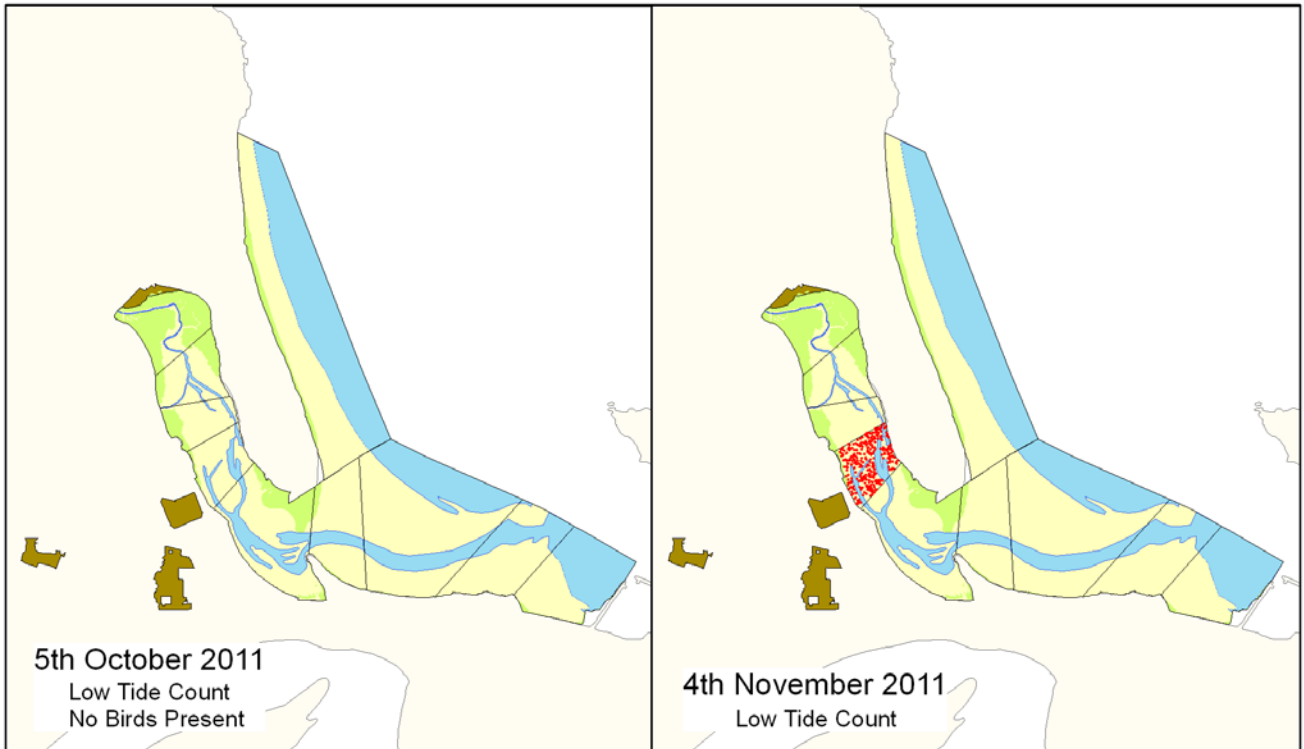 5th October 2011
Low Tide Count
No Birds Present
4th November 2011
Low Tide Count